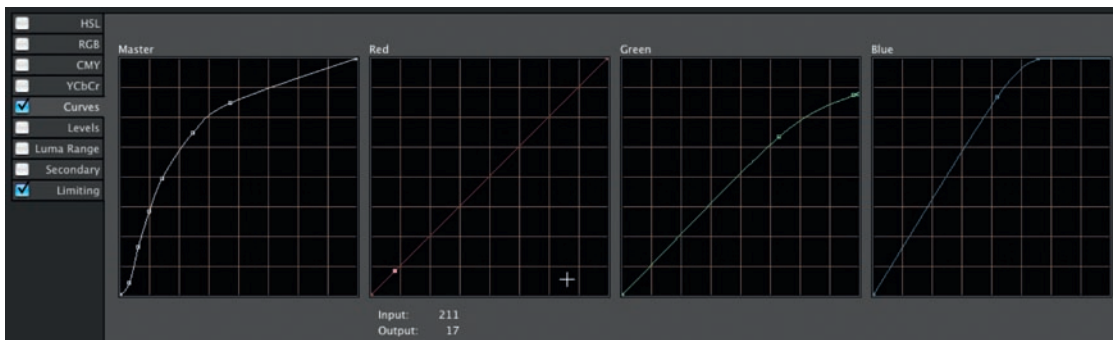 HSL
RGB
CMY
YCbCr
Curves
Levels
Luma Range
Secondary
Limiting
Master
Red
Green
Blue
Input: 211
Output: 17